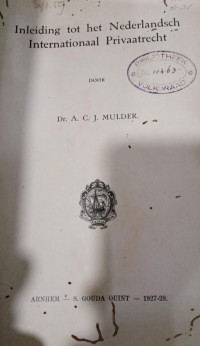 Inleiding tot het Nederlandsch
Internationaal Privaatrecht
DOOR
Dr. A. C. J. MULDER.
ARNHEM — S. GOUDA QUINT — 1927-28.